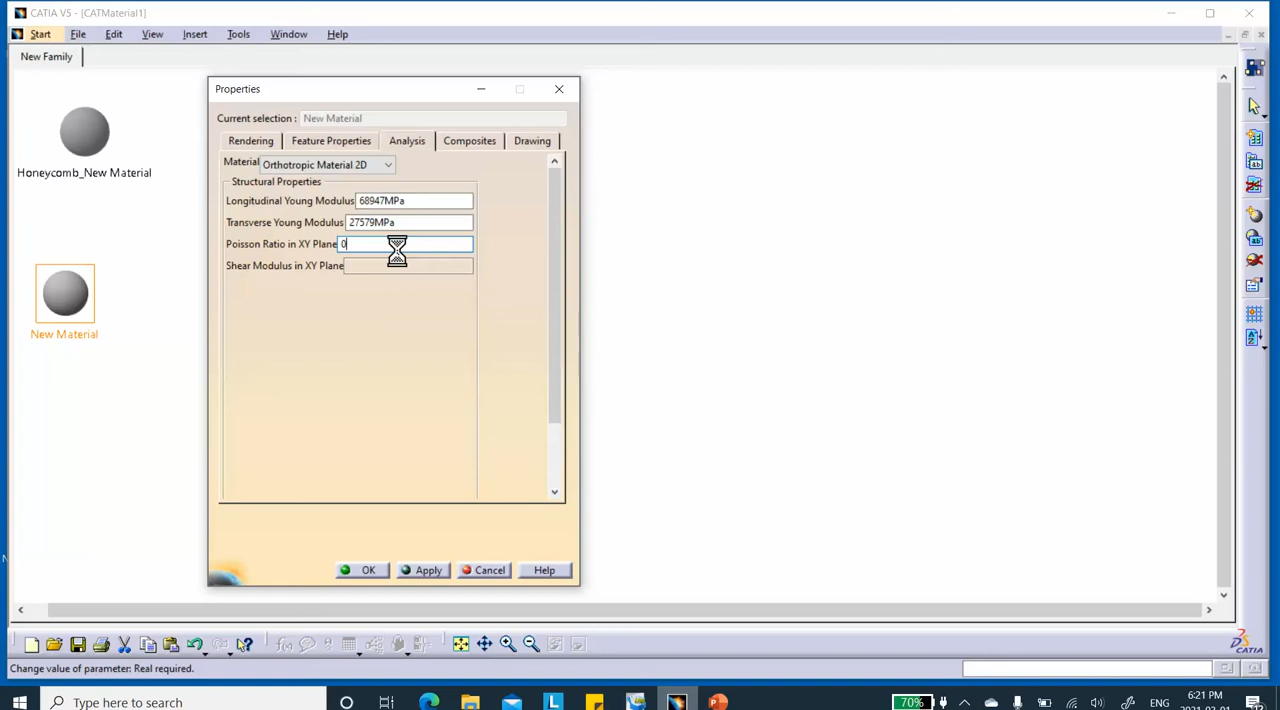 CATIA V5 - [CATMaterial1]
Start File Edit View Insert Tools Window Help
New Family
Honeycomb_New Material
New Material
Properties
Current selection : New Material
Rendering Feature Properties Analysis Composites Drawing
Material Orthotropic Material 2D
Structural Properties
Longitudinal Young Modulus 68947MPa
Transverse Young Modulus 27579MPa
Poisson Ratio in XY Plane 0
Shear Modulus in XY Plane
OK Apply Cancel Help
CATIA
Change value of parameter: Real required.
Type here to search
70%
ENG
6:21 PM